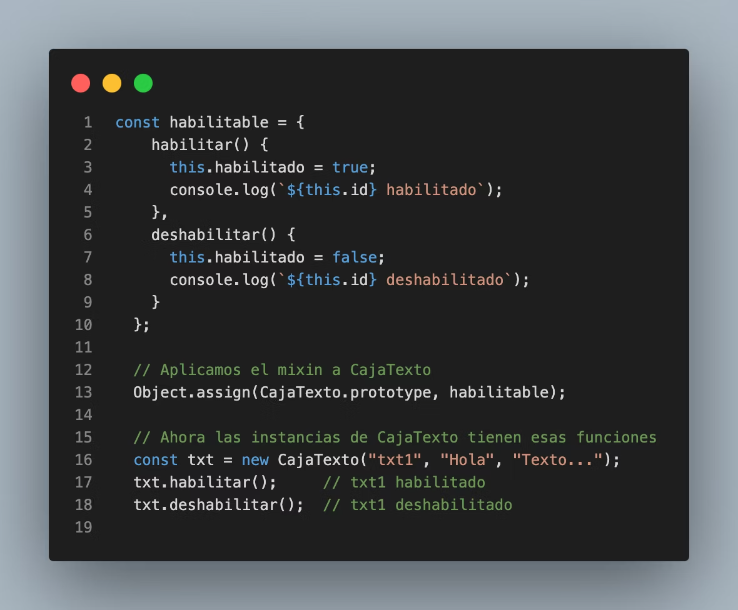 1 const habilitable = {
2 habilitar() {
3 this.habilitado = true;
4 console.log(`${this.id} habilitado`);
5 },
6 deshabilitar() {
7 this.habilitado = false;
8 console.log(`${this.id} deshabilitado`);
9 }
10 };
11
12 // Aplicamos el mixin a CajaTexto
13 Object.assign(CajaTexto.prototype, habilitable);
14
15 // Ahora las instancias de CajaTexto tienen esas funciones
16 const txt = new CajaTexto("txt1", "Hola", "Texto...");
17 txt.habilitar(); // txt1 habilitado
18 txt.deshabilitar(); // txt1 deshabilitado
19